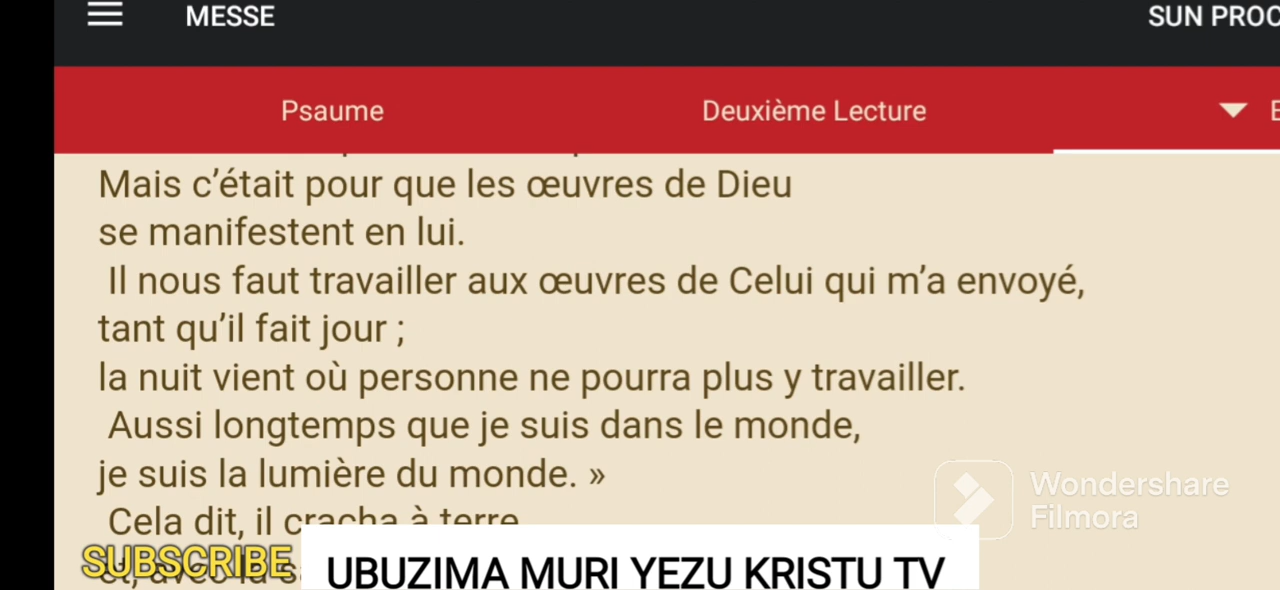 MESSE
SUN PROC
Psaume
Deuxième Lecture
Mais c’était pour que les œuvres de Dieu
se manifestent en lui.
Il nous faut travailler aux œuvres de Celui qui m’a envoyé,
tant qu’il fait jour ;
la nuit vient où personne ne pourra plus y travailler.
Aussi longtemps que je suis dans le monde,
je suis la lumière du monde. »
Cela dit, il cracha à terre
Wondershare
Filmora
SUBSCRIBE
UBUZIMA MURI YEZU KRISTU TV